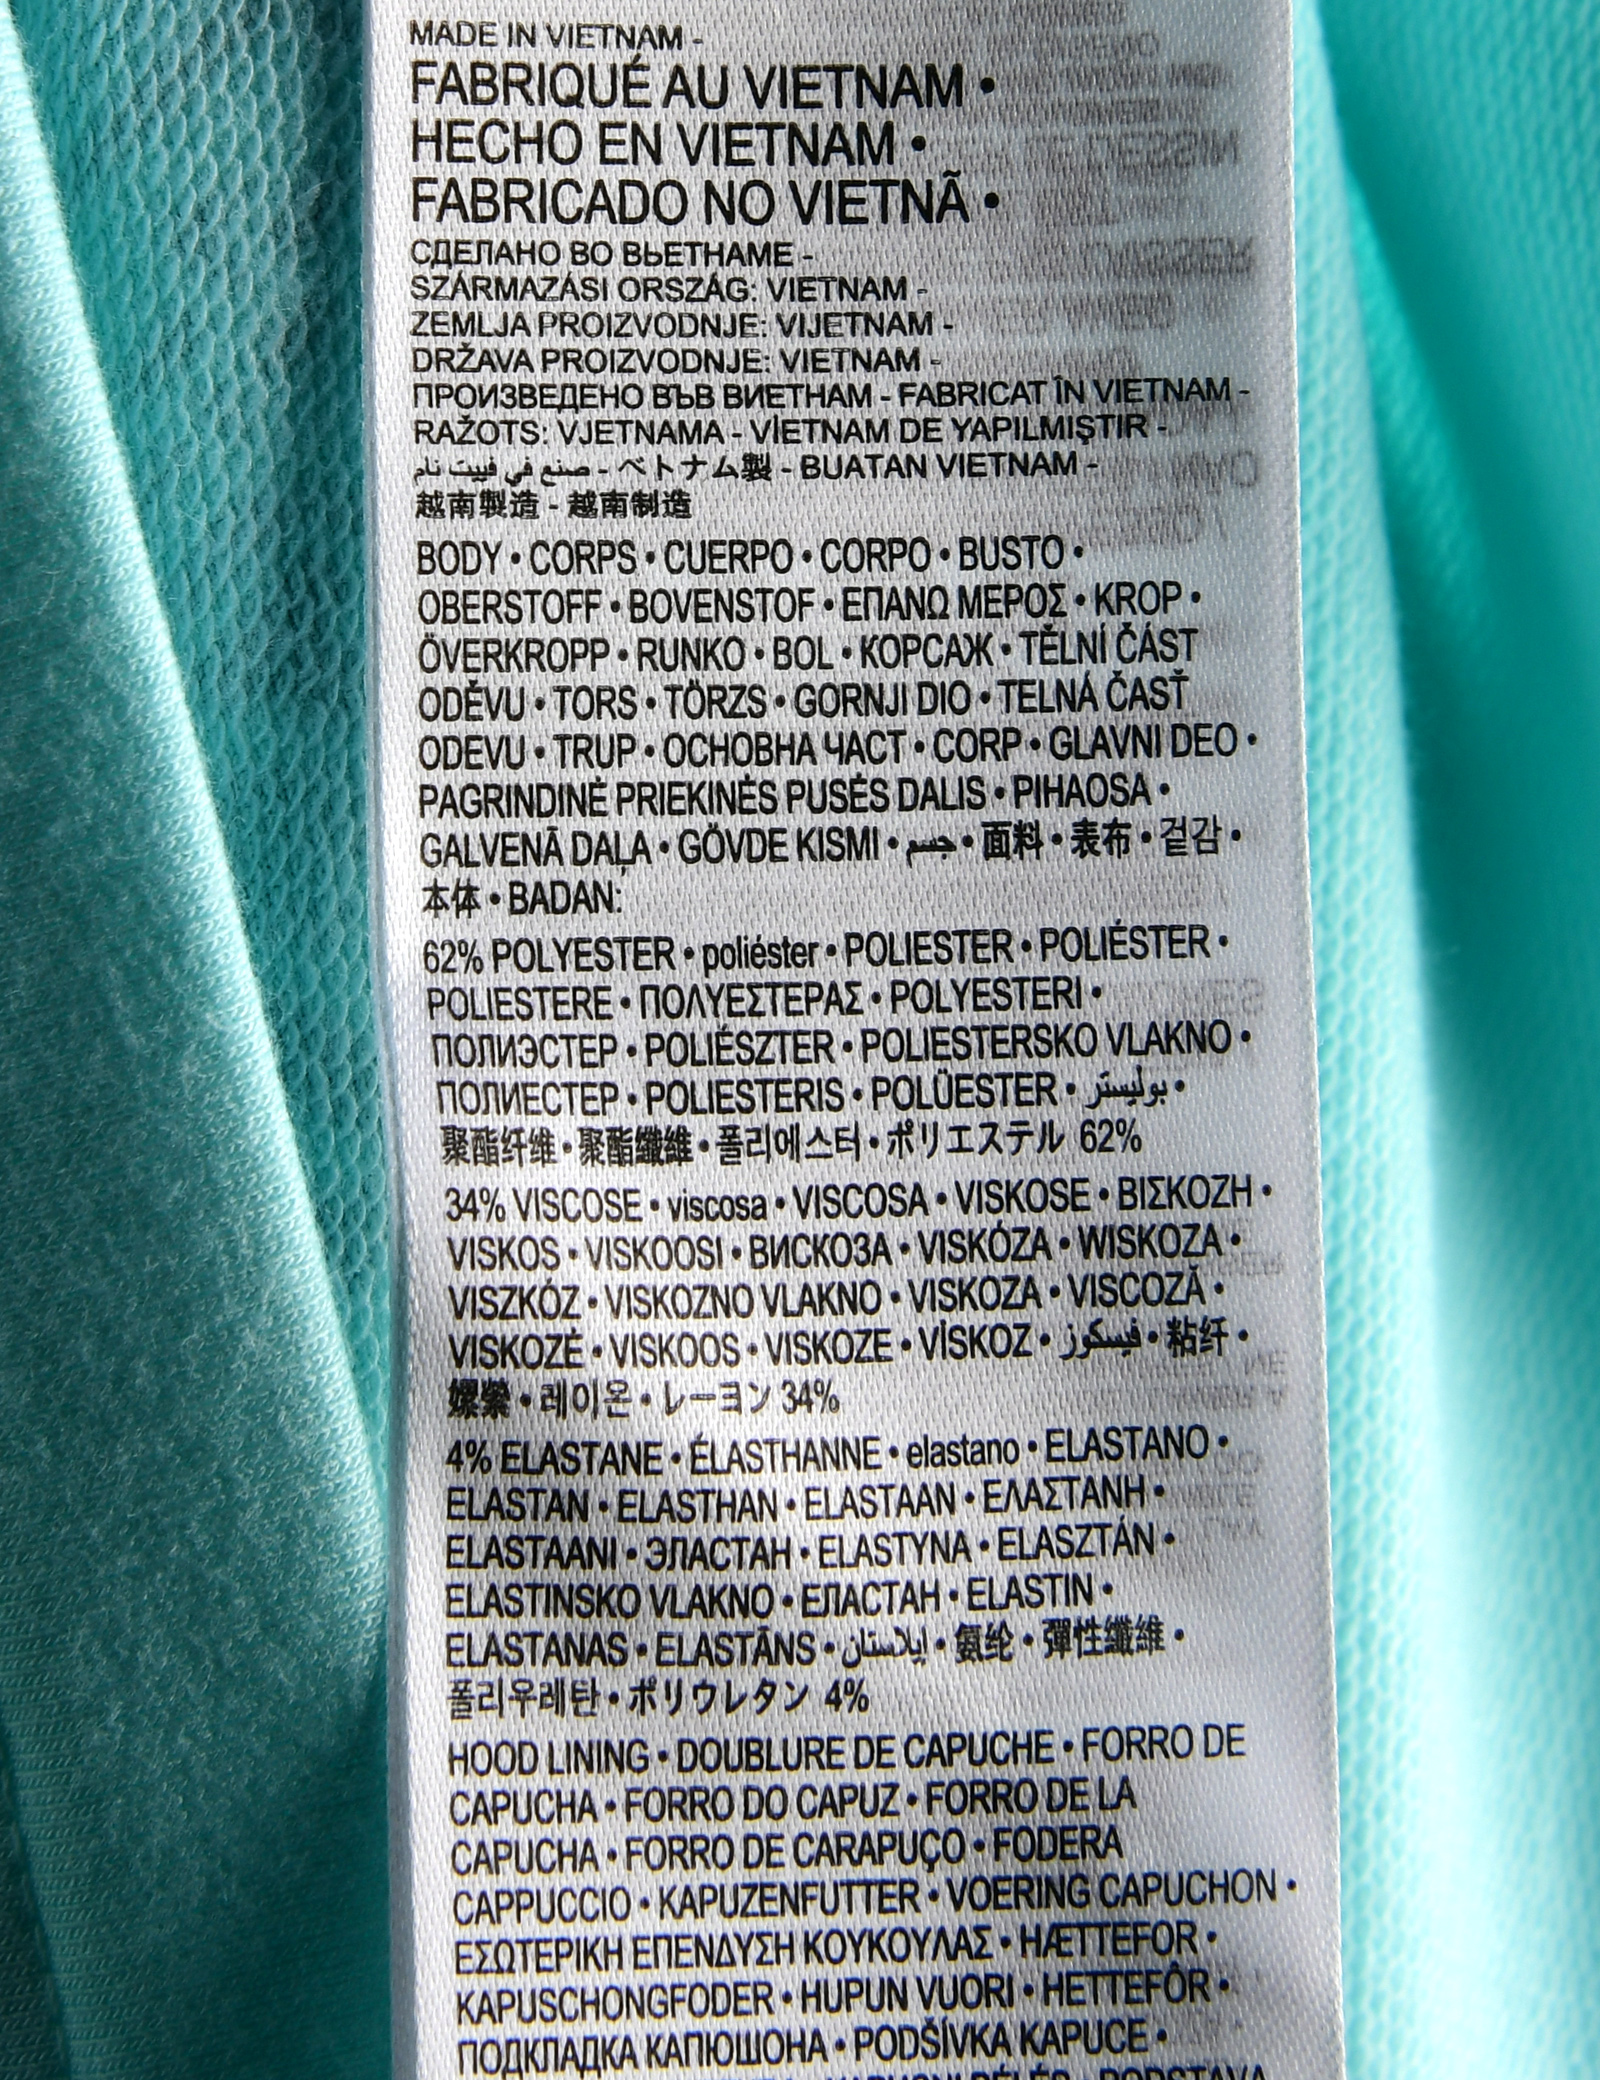 MADE IN VIETNAM -
FABRIQUÉ AU VIETNAM •
HECHO EN VIETNAM •
FABRICADO NO VIETNÃ •
СДЕЛАНО ВО ВЬЕТНАМЕ -
SZÁRMAZÁSI ORSZÁG: VIETNAM -
ZEMLJA PROIZVODNJE: VIJETNAM -
DRŽAVA PROIZVODNJE: VIETNAM -
ПРОИЗВЕДЕНО ВЪВ ВИЕТНАМ - FABRICAT ÎN VIETNAM -
RAŽOTS: VJETNAMA - VİETNAM DE YAPILMIŞTIR -
صنع في فييت نام - ベトナム製 - BUATAN VIETNAM -
越南製造 - 越南制造
BODY • CORPS • CUERPO • CORPO • BUSTO •
OBERSTOFF • BOVENSTOF • ΕΠΑΝΩ ΜΕΡΟΣ • KROP •
ÖVERKROPP • RUNKO • BOL • КОРСАЖ • TĚLNÍ ČÁST
ODĚVU • TORS • TÖRZS • GORNJI DIO • TELNÁ ČASŤ
ODEVU • TRUP • ОСНОВНА ЧАСТ • CORP • GLAVNI DEO •
PAGRINDINĖ PRIEKINĖS PUSĖS DALIS • PIHAOSA •
GALVENĀ DAĻA • GÖVDE KISMI • جسم • 面料 • 表布 • 겉감 •
本体 • BADAN:
62% POLYESTER • poliéster • POLIESTER • POLIÉSTER •
POLIESTERE • ΠΟΛΥΕΣΤΕΡΑΣ • POLYESTERI •
ПОЛИЭСТЕР • POLIÉSZTER • POLIESTERSKO VLAKNO •
ПОЛИЕСТЕР • POLIESTERIS • POLÜESTER • بوليستر •
聚酯纤维 • 聚酯纖維 • 폴리에스터 • ポリエステル 62%
34% VISCOSE • viscosa • VISCOSA • VISKOSE • ΒΙΣΚΟΖΗ •
VISKOS • VISKOOSI • ВИСКОЗА • VISKÓZA • WISKOZA •
VISZKÓZ • VISKOZNO VLAKNO • VISKOZA • VISCOZĂ •
VISKOZĖ • VISKOOS • VISKOZE • VİSKOZ • فيسكوز • 粘纤 •
嫘縈 • 레이온 • レーヨン 34%
4% ELASTANE • ÉLASTHANNE • elastano • ELASTANO •
ELASTAN • ELASTHAN • ELASTAAN • ΕΛΑΣΤΑΝΗ •
ELASTAANI • ЭЛАСТАН • ELASTYNA • ELASZTÁN •
ELASTINSKO VLAKNO • ЕЛАСТАН • ELASTIN •
ELASTANAS • ELASTĀNS • إيلاستان • 氨纶 • 彈性纖維 •
폴리우레탄 • ポリウレタン 4%
HOOD LINING • DOUBLURE DE CAPUCHE • FORRO DE
CAPUCHA • FORRO DO CAPUZ • FORRO DE LA
CAPUCHA • FORRO DE CARAPUÇO • FODERA
CAPPUCCIO • KAPUZENFUTTER • VOERING CAPUCHON •
ΕΣΩΤΕΡΙΚΗ ΕΠΕΝΔΥΣΗ ΚΟΥΚΟΥΛΑΣ • HÆTTEFOR •
KAPUSCHONGFODER • HUPUN VUORI • HETTEFÔR •
ПОДКЛАДКА КАПЮШОНА • PODŠÍVKA KAPUCE •